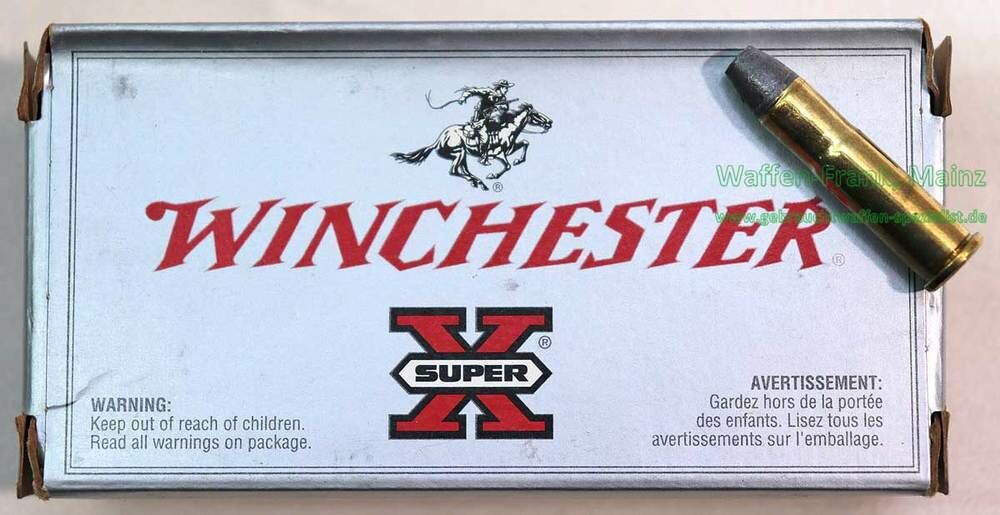 Waffen Frank, Mainz
WINCHESTER
X
SUPER
WARNING:
Keep out of reach of children.
Read all warnings on package.
AVERTISSEMENT:
Gardez hors de la portée
des enfants. Lisez tous les
avertissements sur l'emballage.